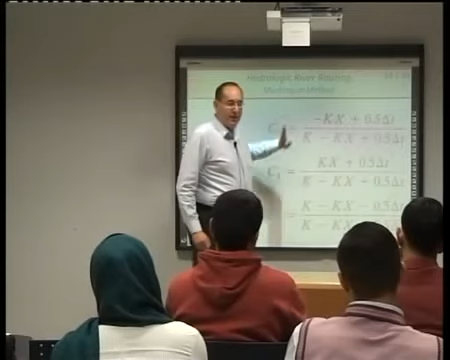 Hydrologic River Routing:
Muskingum Method
C = -KX + 0.5Δt
K - KX + 0.5Δt
C₁ = KX + 0.5Δt
K - KX + 0.5Δt
= K - KX - 0.5Δt
K - KX + 0.5Δt